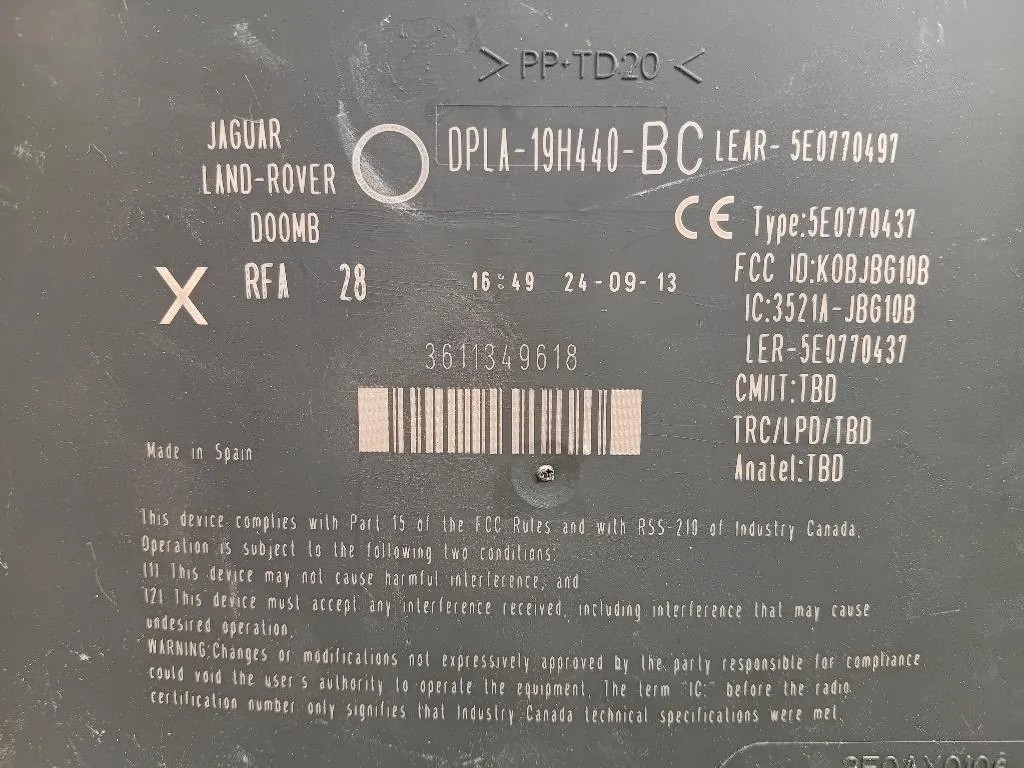 > PP+TD20 <
JAGUAR
LAND-ROVER
DPLA-19H440-BC LEAR-5E0770497
D00MB
CE Type:5E0770437
X RFA 28
16:49 24-09-13
FCC ID:KOBJBG10B
IC:3521A-JBG10B
LER-5E0770437
3611349618
CMIIT:TBD
TRC/LPD/TBD
Made in Spain
Anatel:TBD
This device complies with Part 15 of the FCC Rules and with RSS-210 of Industry Canada.
Operation is subject to the following two conditions:
(1) This device may not cause harmful interference, and
(2) This device must accept any interference received, including interference that may cause
undesired operation.
WARNING:Changes or modifications not expressively approved by the party responsible for compliance
could void the user's authority to operate the equipment. The term "IC:" before the radio
certification number only signifies that Industry Canada technical specifications were met.